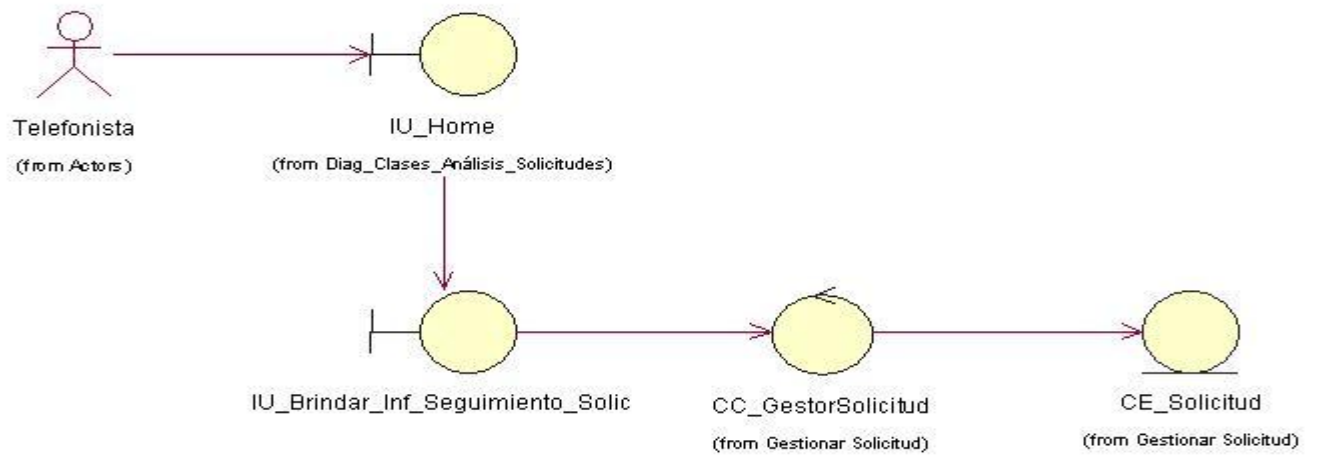 Telefonista
(from Actors)
IU_Home
(from Diag_Clases_Análisis_Solicitudes)
IU_Brindar_Inf_Seguimiento_Solic
CC_GestorSolicitud
(from Gestionar Solicitud)
CE_Solicitud
(from Gestionar Solicitud)